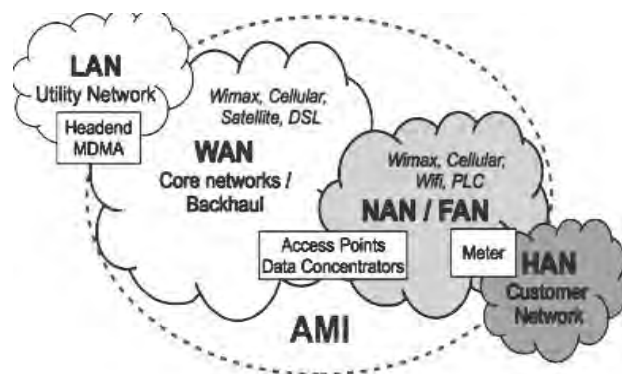 LAN
Utility Network
Headend
MDMA
Wimax, Cellular,
Satellite, DSL
WAN
Core networks /
Backhaul
Wimax, Cellular,
Wifi, PLC
NAN / FAN
Access Points
Data Concentrators
Meter
HAN
Customer
Network
AMI